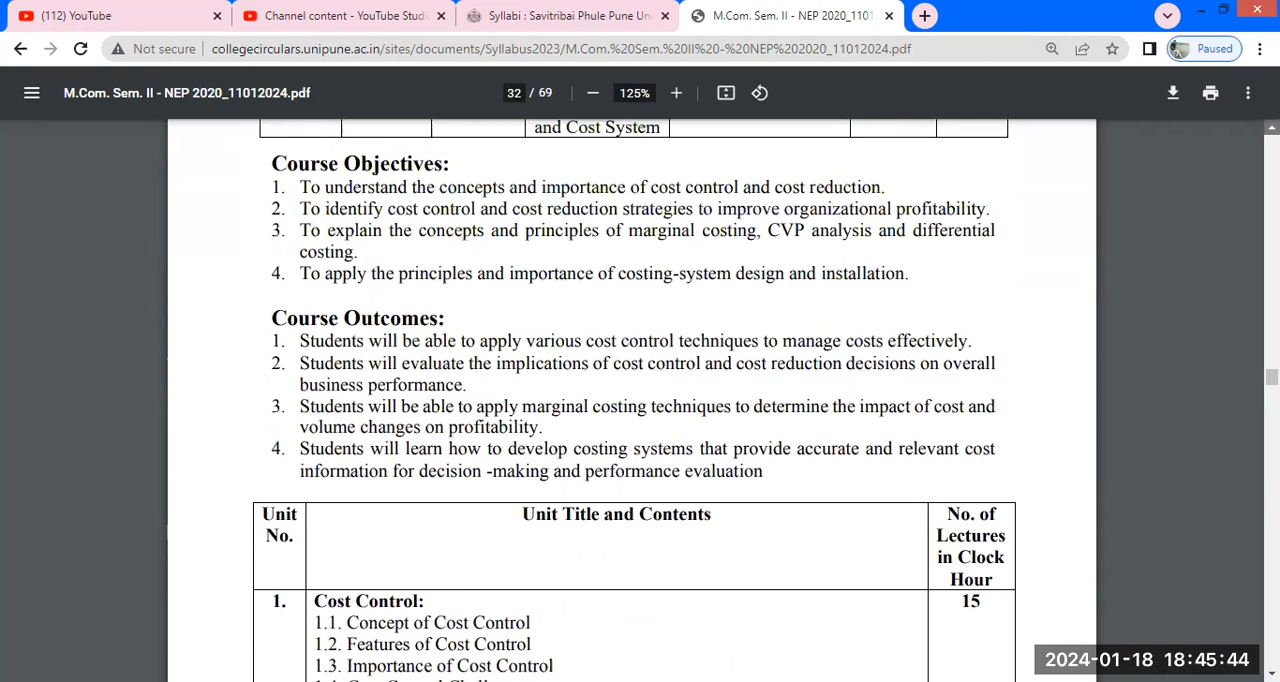 (112) YouTube
Channel content - YouTube Studi
Syllabi : Savitribai Phule Pune Un
M.Com. Sem. II - NEP 2020_1101
Not secure
collegecirculars.unipune.ac.in/sites/documents/Syllabus2023/M.Com.%20Sem.%20II%20-%20NEP%202020_11012024.pdf
Paused
M.Com. Sem. II - NEP 2020_11012024.pdf
32 / 69
125%
and Cost System
Course Objectives:
1. To understand the concepts and importance of cost control and cost reduction.
2. To identify cost control and cost reduction strategies to improve organizational profitability.
3. To explain the concepts and principles of marginal costing, CVP analysis and differential
costing.
4. To apply the principles and importance of costing-system design and installation.
Course Outcomes:
1. Students will be able to apply various cost control techniques to manage costs effectively.
2. Students will evaluate the implications of cost control and cost reduction decisions on overall
business performance.
3. Students will be able to apply marginal costing techniques to determine the impact of cost and
volume changes on profitability.
4. Students will learn how to develop costing systems that provide accurate and relevant cost
information for decision -making and performance evaluation
Unit
No.
Unit Title and Contents
No. of
Lectures
in Clock
Hour
1.
Cost Control:
15
1.1. Concept of Cost Control
1.2. Features of Cost Control
1.3. Importance of Cost Control
2024-01-18 18:45:44